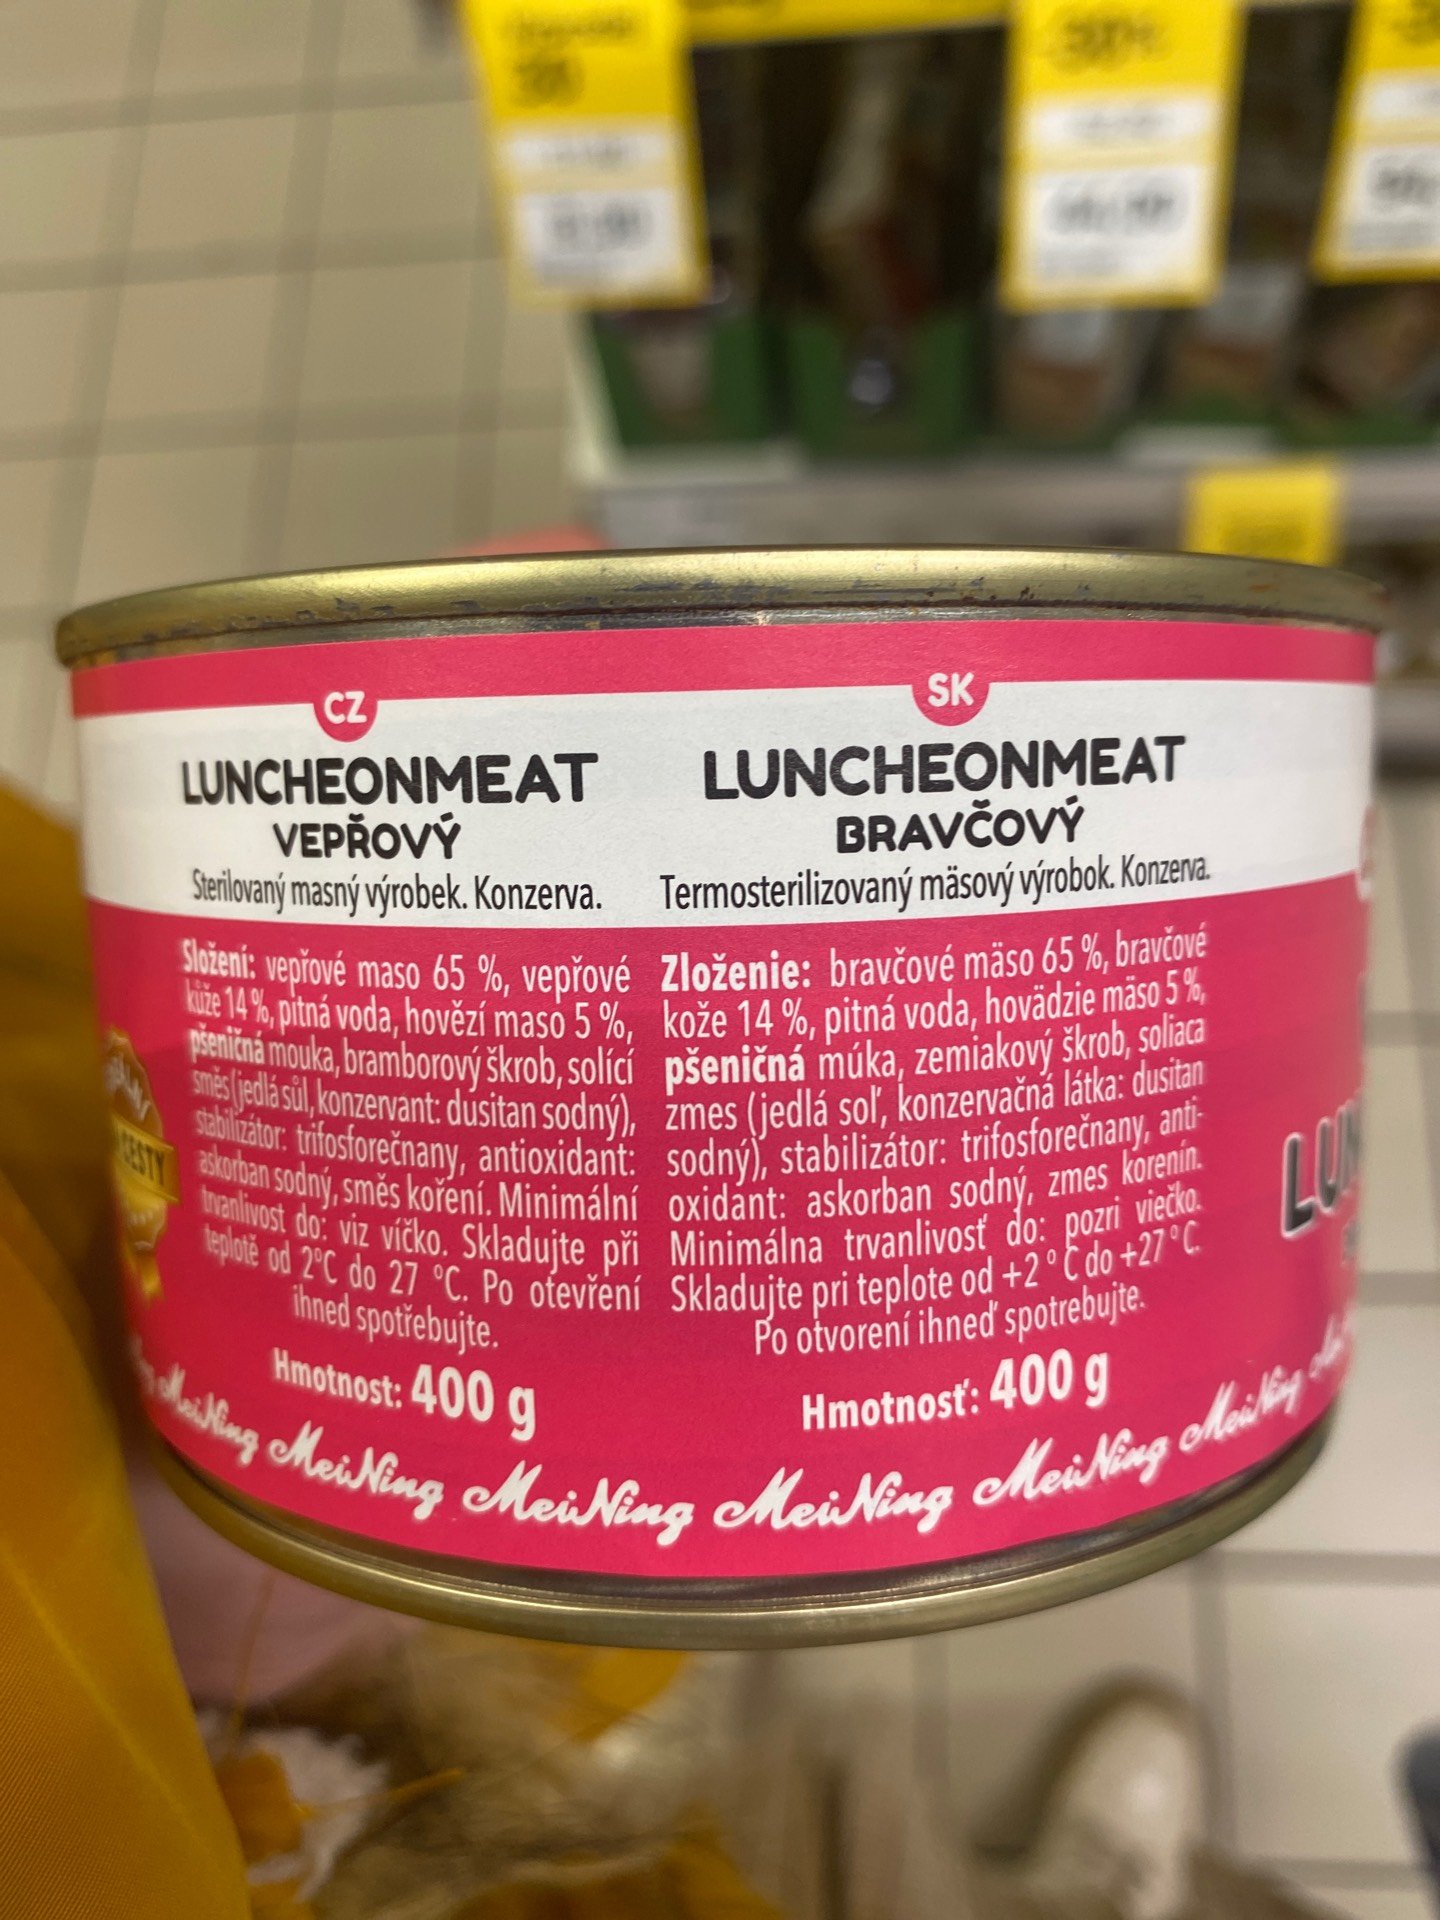 CZ
LUNCHEONMEAT
VEPŘOVÝ
Sterilovaný masný výrobek. Konzerva.
Složení: vepřové maso 65 %, vepřové
kůže 14 %, pitná voda, hovězí maso 5 %,
pšeničná mouka, bramborový škrob, solící
směs (jedlá sůl, konzervant: dusitan sodný),
stabilizátor: trifosforečnany, antioxidant:
askorban sodný, směs koření. Minimální
trvanlivost do: viz víčko. Skladujte při
teplotě od 2°C do 27 °C. Po otevření
ihned spotřebujte.
Hmotnost: 400 g
SK
LUNCHEONMEAT
BRAVČOVÝ
Termosterilizovaný mäsový výrobok. Konzerva.
Zloženie: bravčové mäso 65 %, bravčové
kože 14 %, pitná voda, hovädzie mäso 5 %,
pšeničná múka, zemiakový škrob, soliaca
zmes (jedlá soľ, konzervačná látka: dusitan
sodný), stabilizátor: trifosforečnany, anti-
oxidant: askorban sodný, zmes korenín.
Minimálna trvanlivosť do: pozri viečko.
Skladujte pri teplote od +2 °C do +27 °C.
Po otvorení ihneď spotrebujte.
Hmotnosť: 400 g
MeiNing MeiNing MeiNing MeiNing MeiNing MeiNing
CESTY
LUN